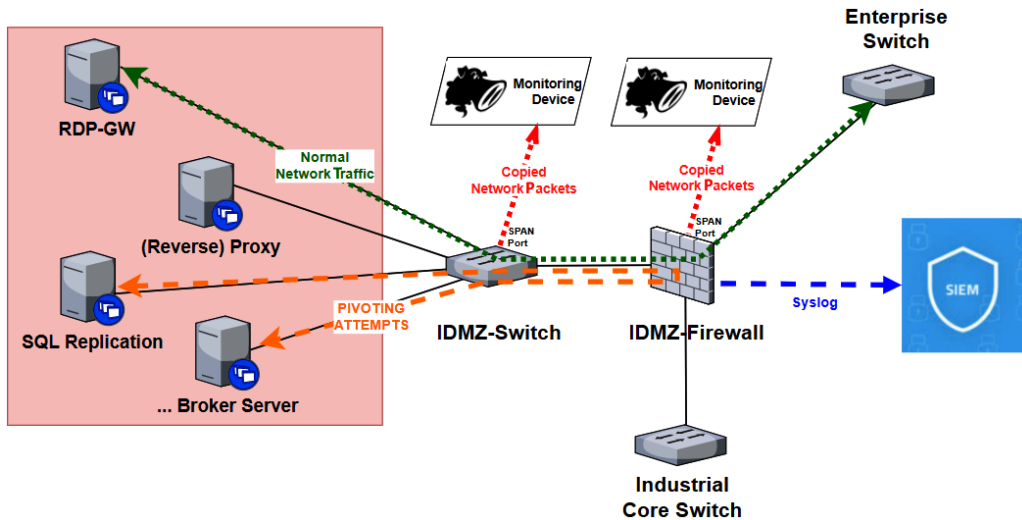 Enterprise
Switch
RDP-GW
Monitoring
Device
Monitoring
Device
Normal
Network Traffic
Copied
Network Packets
Copied
Network Packets
(Reverse) Proxy
SPAN
Port
SPAN
Port
SIEM
PIVOTING
ATTEMPTS
Syslog
SQL Replication
IDMZ-Switch
IDMZ-Firewall
... Broker Server
Industrial
Core Switch